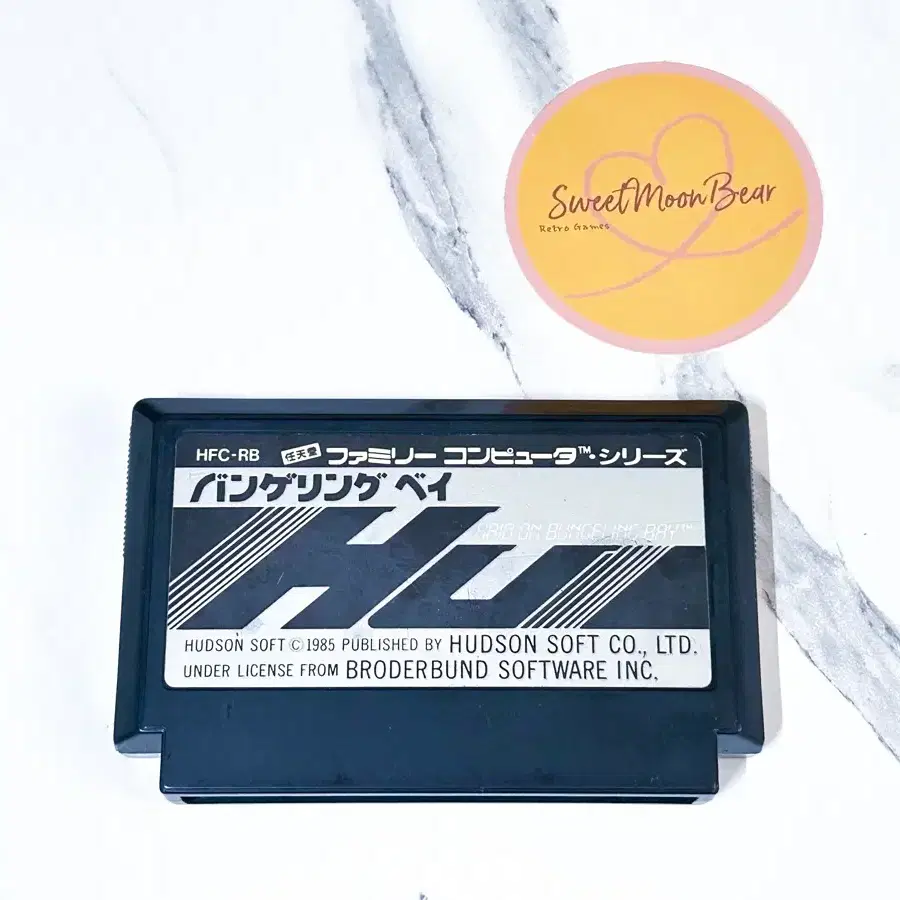 SweetMoonBear
Retro Games
HFC-RB 任天堂 ファミリー コンピュータ™・シリーズ
バンゲリング ベイ
RAID ON BUNGELING BAY™
HU
HUDSON SOFT © 1985 PUBLISHED BY HUDSON SOFT CO., LTD.
UNDER LICENSE FROM BRODERBUND SOFTWARE INC.